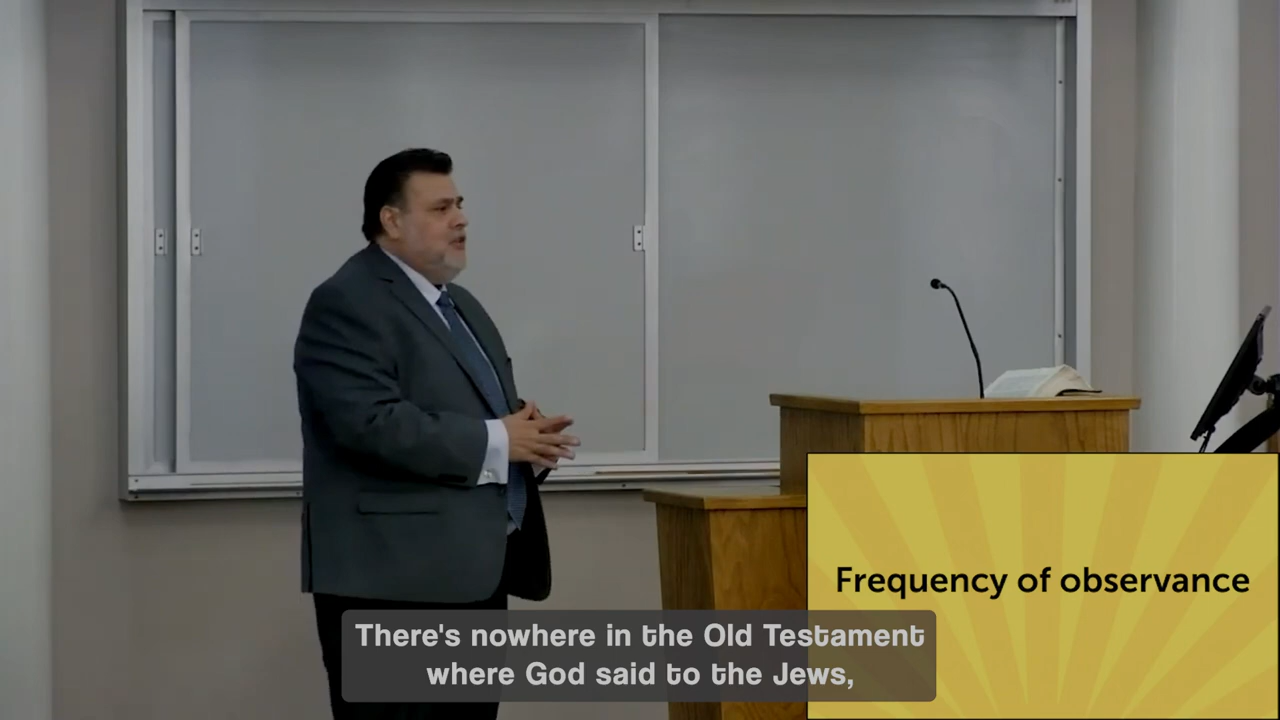 Frequency of observance
There's nowhere in the Old Testament
where God said to the Jews,